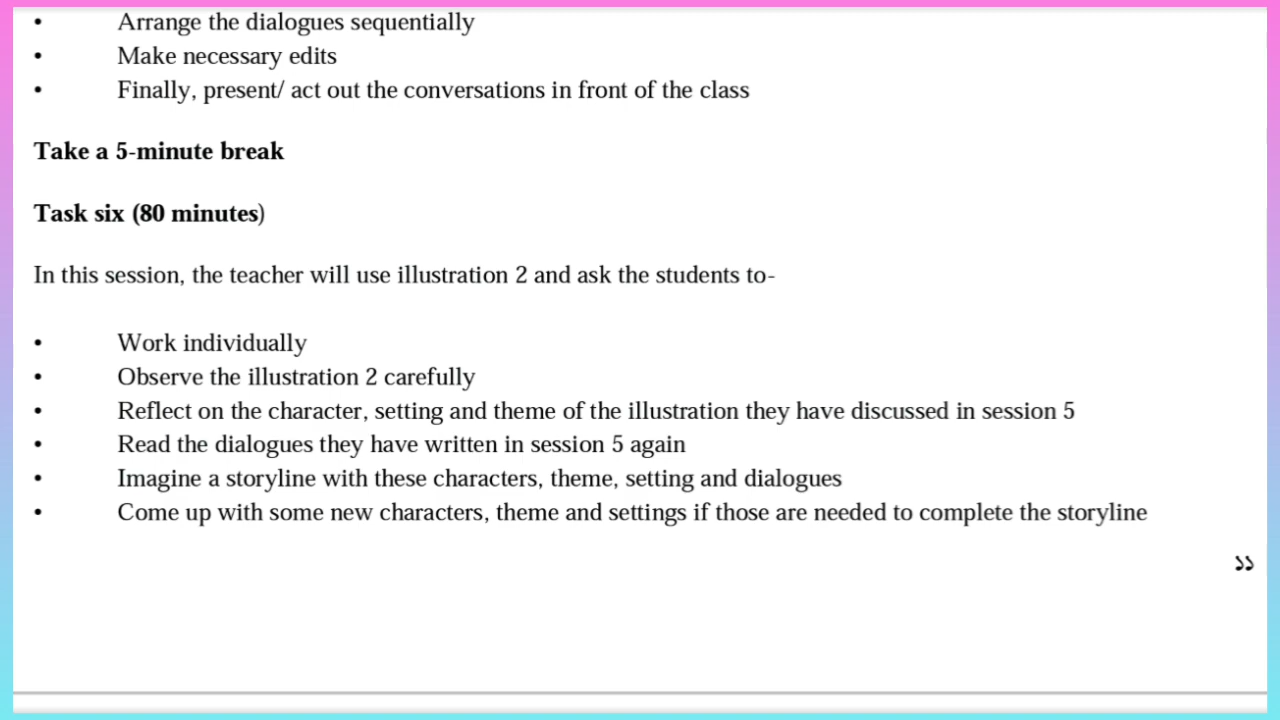 • Arrange the dialogues sequentially
• Make necessary edits
• Finally, present/ act out the conversations in front of the class
Take a 5-minute break
Task six (80 minutes)
In this session, the teacher will use illustration 2 and ask the students to-
• Work individually
• Observe the illustration 2 carefully
• Reflect on the character, setting and theme of the illustration they have discussed in session 5
• Read the dialogues they have written in session 5 again
• Imagine a storyline with these characters, theme, setting and dialogues
• Come up with some new characters, theme and settings if those are needed to complete the storyline
১১